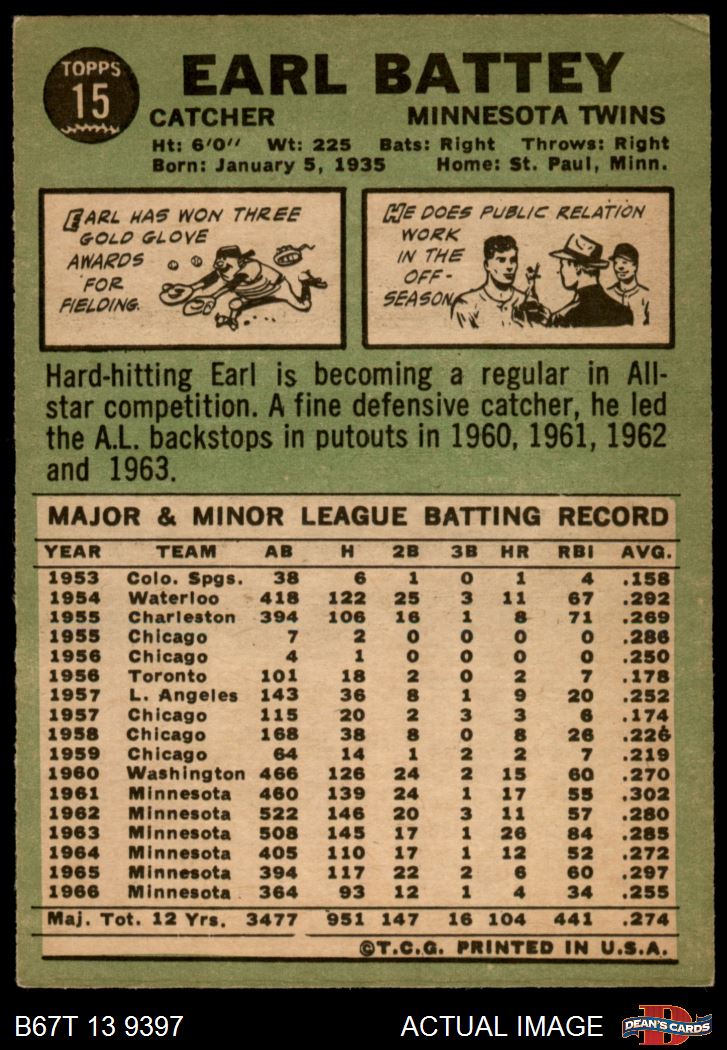 TOPPS
15
EARL BATTEY
CATCHER MINNESOTA TWINS
Ht: 6'0" Wt: 225 Bats: Right Throws: Right
Born: January 5, 1935 Home: St. Paul, Minn.
EARL HAS WON THREE
GOLD GLOVE
AWARDS
FOR
FIELDING.
HE DOES PUBLIC RELATION
WORK
IN THE
OFF-
SEASON.
Hard-hitting Earl is becoming a regular in All-
star competition. A fine defensive catcher, he led
the A.L. backstops in putouts in 1960, 1961, 1962
and 1963.
MAJOR & MINOR LEAGUE BATTING RECORD
YEAR TEAM AB H 2B 3B HR RBI AVG.
1953 Colo. Spgs. 38 6 1 0 1 4 .158
1954 Waterloo 418 122 25 3 11 67 .292
1955 Charleston 394 106 16 1 8 71 .269
1955 Chicago 7 2 0 0 0 0 .286
1956 Chicago 4 1 0 0 0 0 .250
1956 Toronto 101 18 2 0 2 7 .178
1957 L. Angeles 143 36 8 1 9 20 .252
1957 Chicago 115 20 2 3 3 6 .174
1958 Chicago 168 38 8 0 8 26 .226
1959 Chicago 64 14 1 2 2 7 .219
1960 Washington 466 126 24 2 15 60 .270
1961 Minnesota 460 139 24 1 17 55 .302
1962 Minnesota 522 146 20 3 11 57 .280
1963 Minnesota 508 145 17 1 26 84 .285
1964 Minnesota 405 110 17 1 12 52 .272
1965 Minnesota 394 117 22 2 6 60 .297
1966 Minnesota 364 93 12 1 4 34 .255
Maj. Tot. 12 Yrs. 3477 951 147 16 104 441 .274
©T.C.G. PRINTED IN U.S.A.
B67T 13 9397 ACTUAL IMAGE
D
DEAN'S CARDS